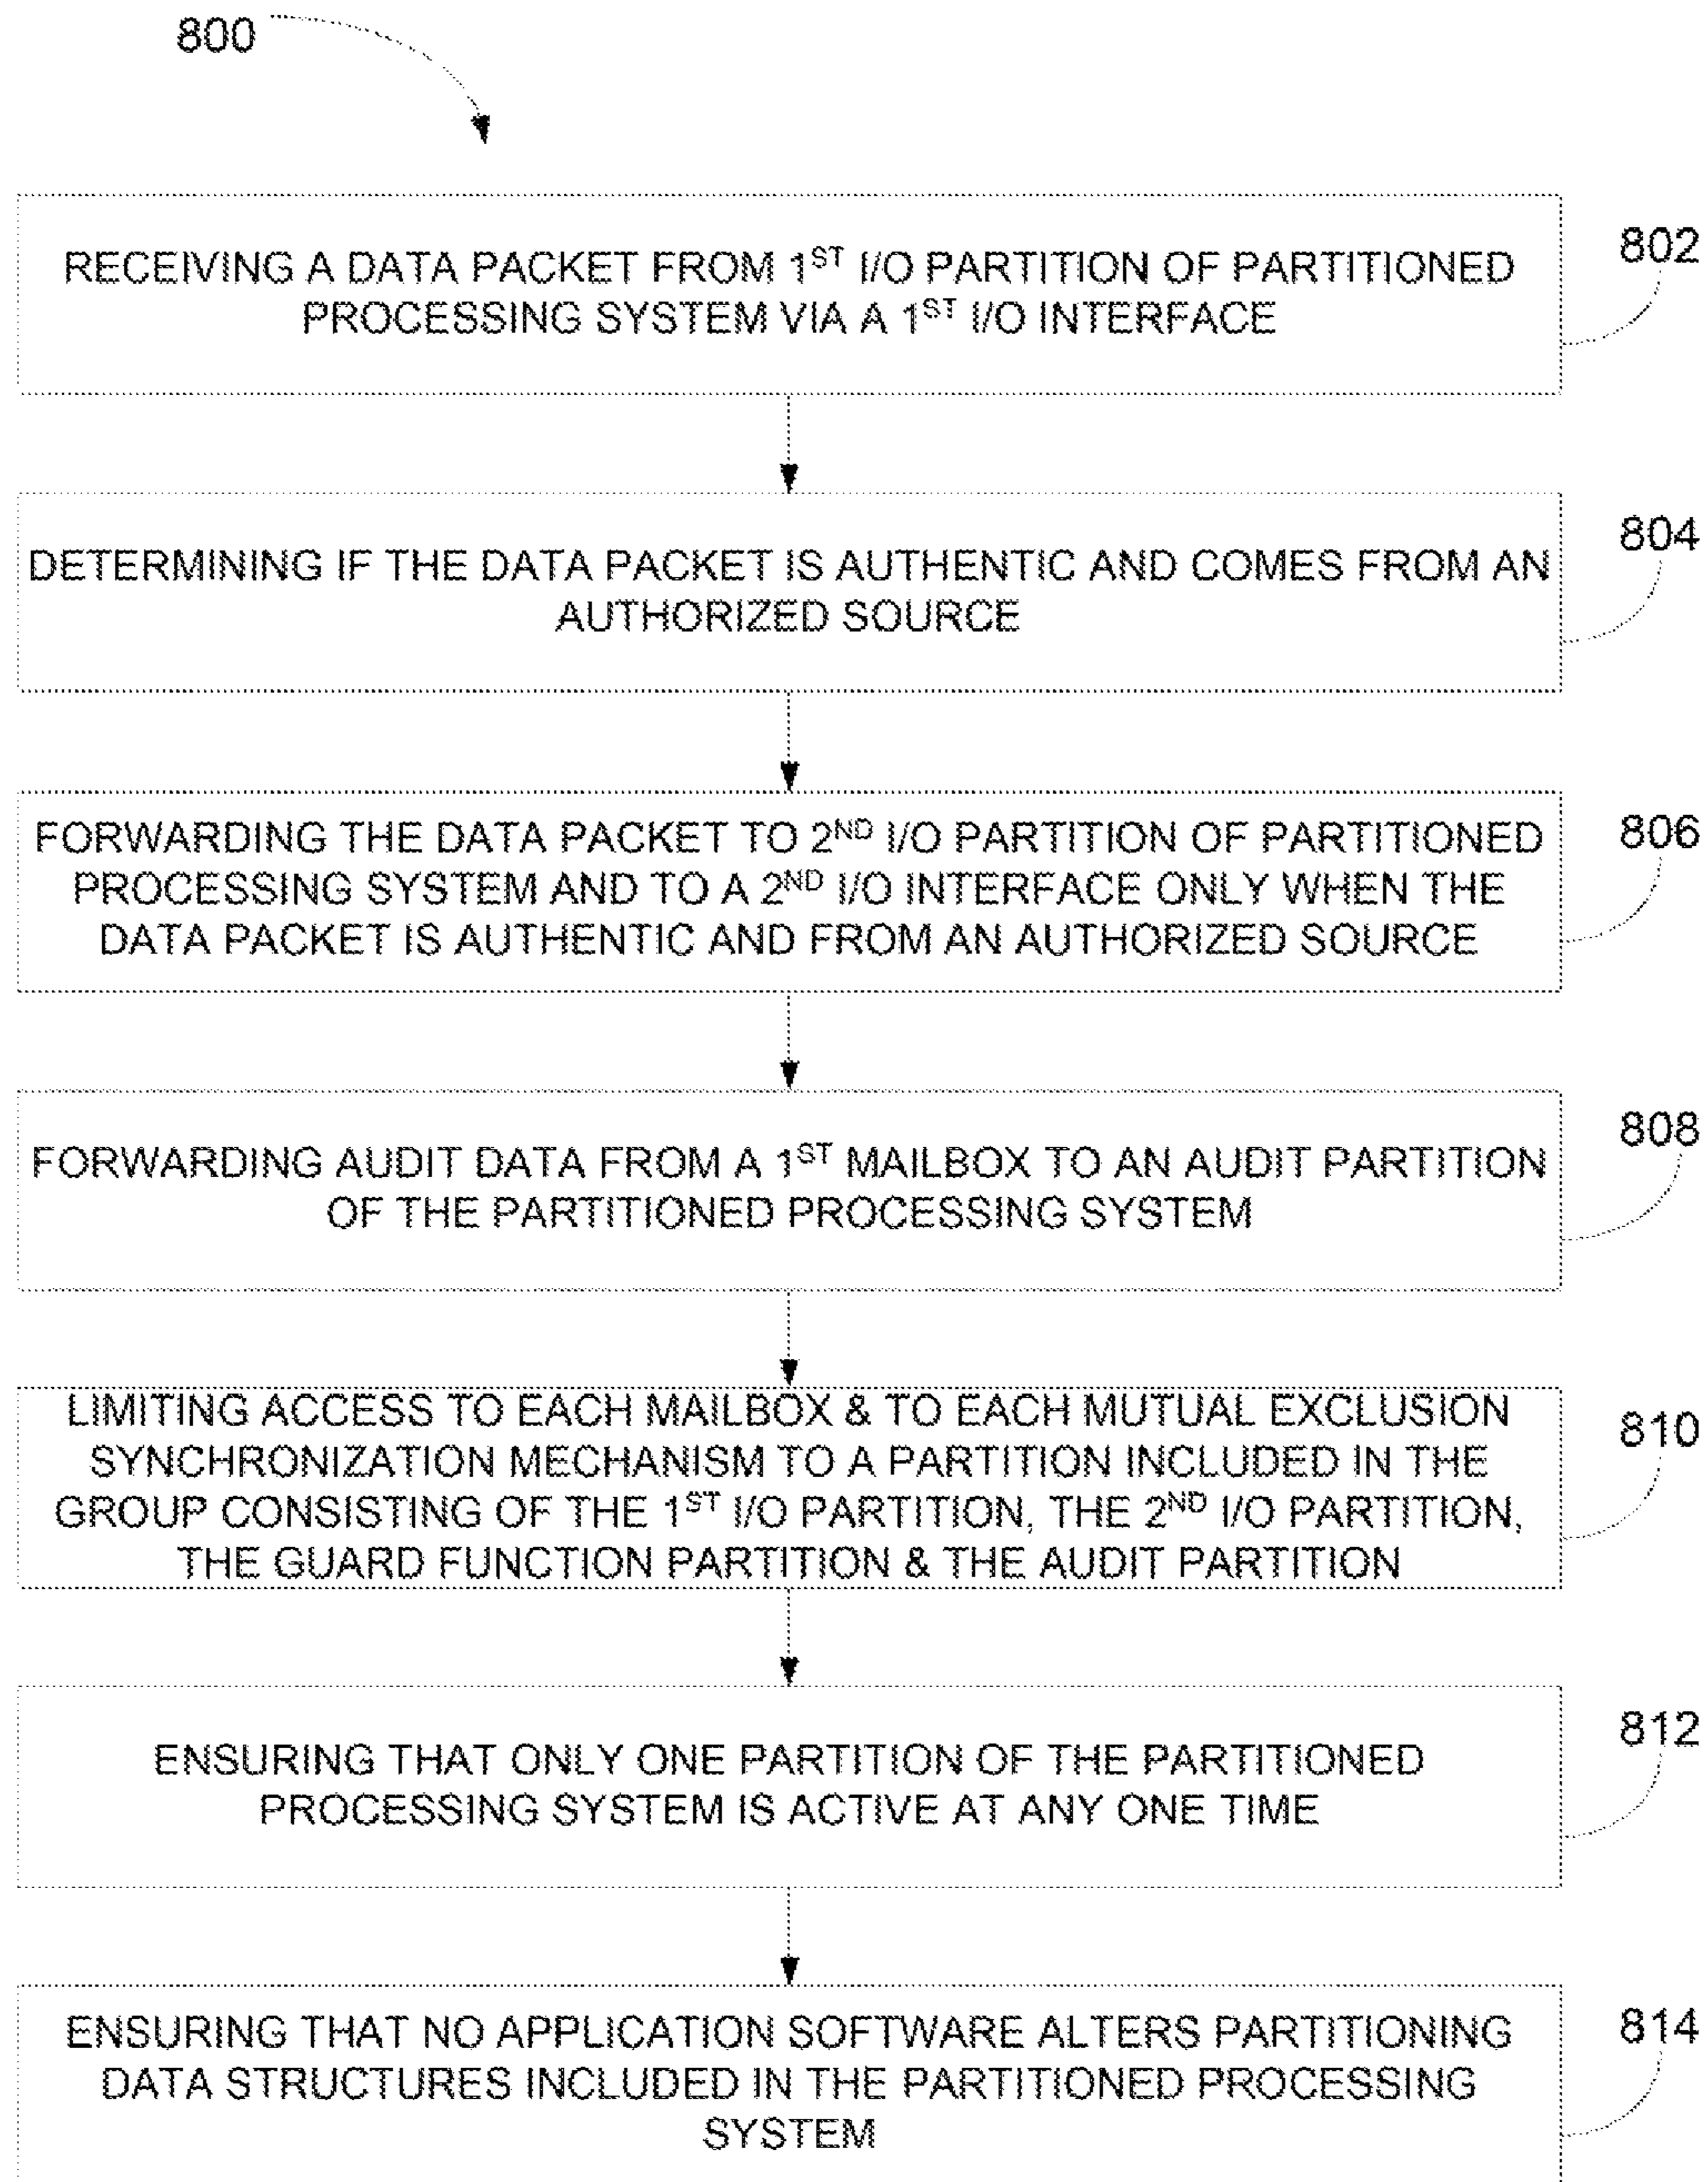 800
RECEIVING A DATA PACKET FROM 1ST I/O PARTITION OF PARTITIONED
PROCESSING SYSTEM VIA A 1ST I/O INTERFACE
802
DETERMINING IF THE DATA PACKET IS AUTHENTIC AND COMES FROM AN
AUTHORIZED SOURCE
804
FORWARDING THE DATA PACKET TO 2ND I/O PARTITION OF PARTITIONED
PROCESSING SYSTEM AND TO A 2ND I/O INTERFACE ONLY WHEN THE
DATA PACKET IS AUTHENTIC AND FROM AN AUTHORIZED SOURCE
806
FORWARDING AUDIT DATA FROM A 1ST MAILBOX TO AN AUDIT PARTITION
OF THE PARTITIONED PROCESSING SYSTEM
808
LIMITING ACCESS TO EACH MAILBOX & TO EACH MUTUAL EXCLUSION
SYNCHRONIZATION MECHANISM TO A PARTITION INCLUDED IN THE
GROUP CONSISTING OF THE 1ST I/O PARTITION, THE 2ND I/O PARTITION,
THE GUARD FUNCTION PARTITION & THE AUDIT PARTITION
810
ENSURING THAT ONLY ONE PARTITION OF THE PARTITIONED
PROCESSING SYSTEM IS ACTIVE AT ANY ONE TIME
812
ENSURING THAT NO APPLICATION SOFTWARE ALTERS PARTITIONING
DATA STRUCTURES INCLUDED IN THE PARTITIONED PROCESSING
SYSTEM
814